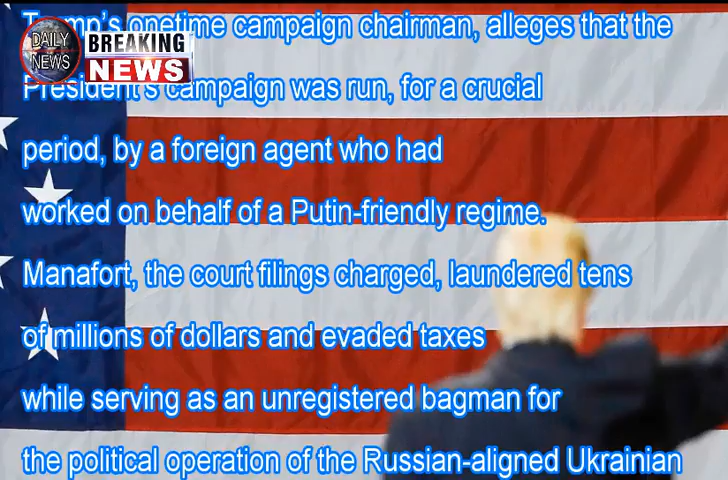 Trump's onetime campaign chairman, alleges that the
DAILY
NEWS
BREAKING
NEWS
President's campaign was run, for a crucial
period, by a foreign agent who had
worked on behalf of a Putin-friendly regime.
Manafort, the court filings charged, laundered tens
of millions of dollars and evaded taxes
while serving as an unregistered bagman for
the political operation of the Russian-aligned Ukrainian